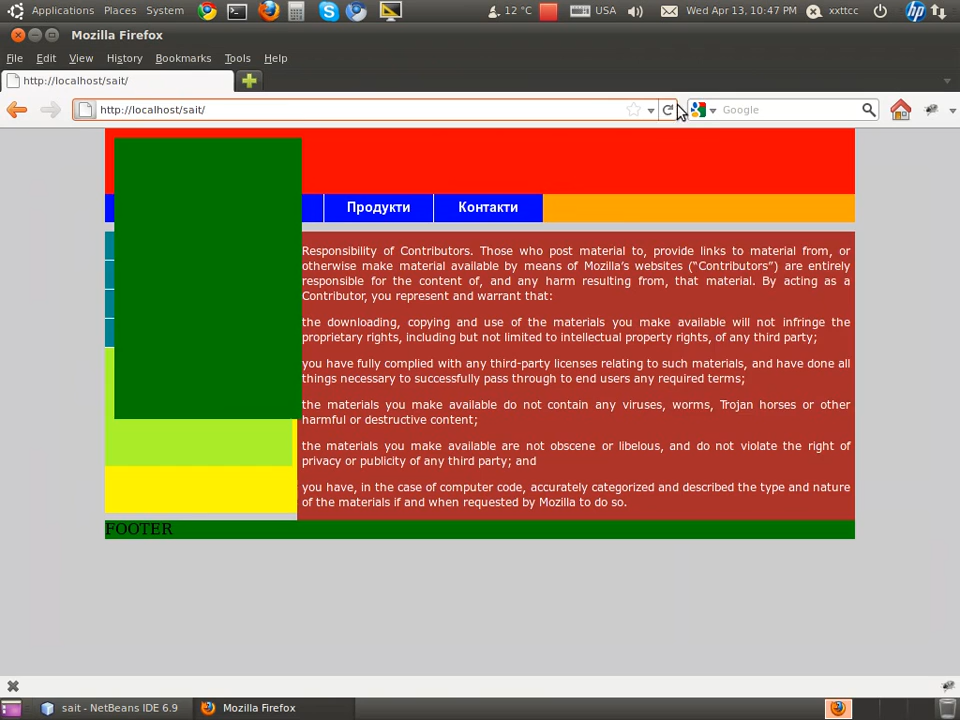 Applications Places System
12 °C
USA
Wed Apr 13, 10:47 PM
xxttcc
hp
Mozilla Firefox
File Edit View History Bookmarks Tools Help
http://localhost/sait/
http://localhost/sait/
Google
Продукти Контакти
Responsibility of Contributors. Those who post material to, provide links to material from, or
otherwise make material available by means of Mozilla’s websites (“Contributors”) are entirely
responsible for the content of, and any harm resulting from, that material. By acting as a
Contributor, you represent and warrant that:
the downloading, copying and use of the materials you make available will not infringe the
proprietary rights, including but not limited to intellectual property rights, of any third party;
you have fully complied with any third-party licenses relating to such materials, and have done all
things necessary to successfully pass through to end users any required terms;
the materials you make available do not contain any viruses, worms, Trojan horses or other
harmful or destructive content;
the materials you make available are not obscene or libelous, and do not violate the right of
privacy or publicity of any third party; and
you have, in the case of computer code, accurately categorized and described the type and nature
of the materials if and when requested by Mozilla to do so.
FOOTER
sait - NetBeans IDE 6.9
Mozilla Firefox